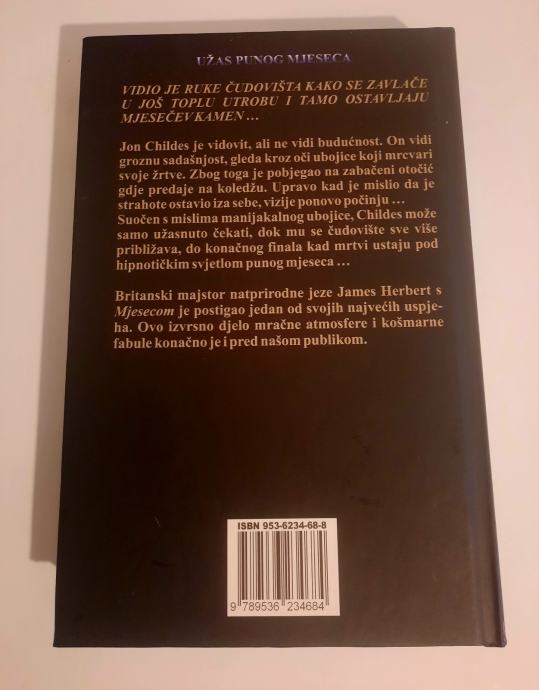 UŽAS PUNOG MJESECA
VIDIO JE RUKE ČUDOVIŠTA KAKO SE ZAVLAČE
U JOŠ TOPLU UTROBU I TAMO OSTAVLJAJU
MJESEČEV KAMEN ...
Jon Childes je vidovit, ali ne vidi budućnost. On vidi
groznu sadašnjost, gleda kroz oči ubojice koji mrcvari
svoje žrtve. Zbog toga je pobjegao na zabačeni otočić
gdje predaje na koledžu. Upravo kad je mislio da je
strahote ostavio iza sebe, vizije ponovo počinju ...
Suočen s mislima manijakalnog ubojice, Childes može
samo užasnuto čekati, dok mu se čudovište sve više
približava, do konačnog finala kad mrtvi ustaju pod
hipnotičkim svjetlom punog mjeseca ...
Britanski majstor natprirodne jeze James Herbert s
Mjesecom je postigao jedan od svojih najvećih uspje-
ha. Ovo izvrsno djelo mračne atmosfere i košmarne
fabule konačno je i pred našom publikom.
ISBN 953-6234-68-8
9 789536 234684